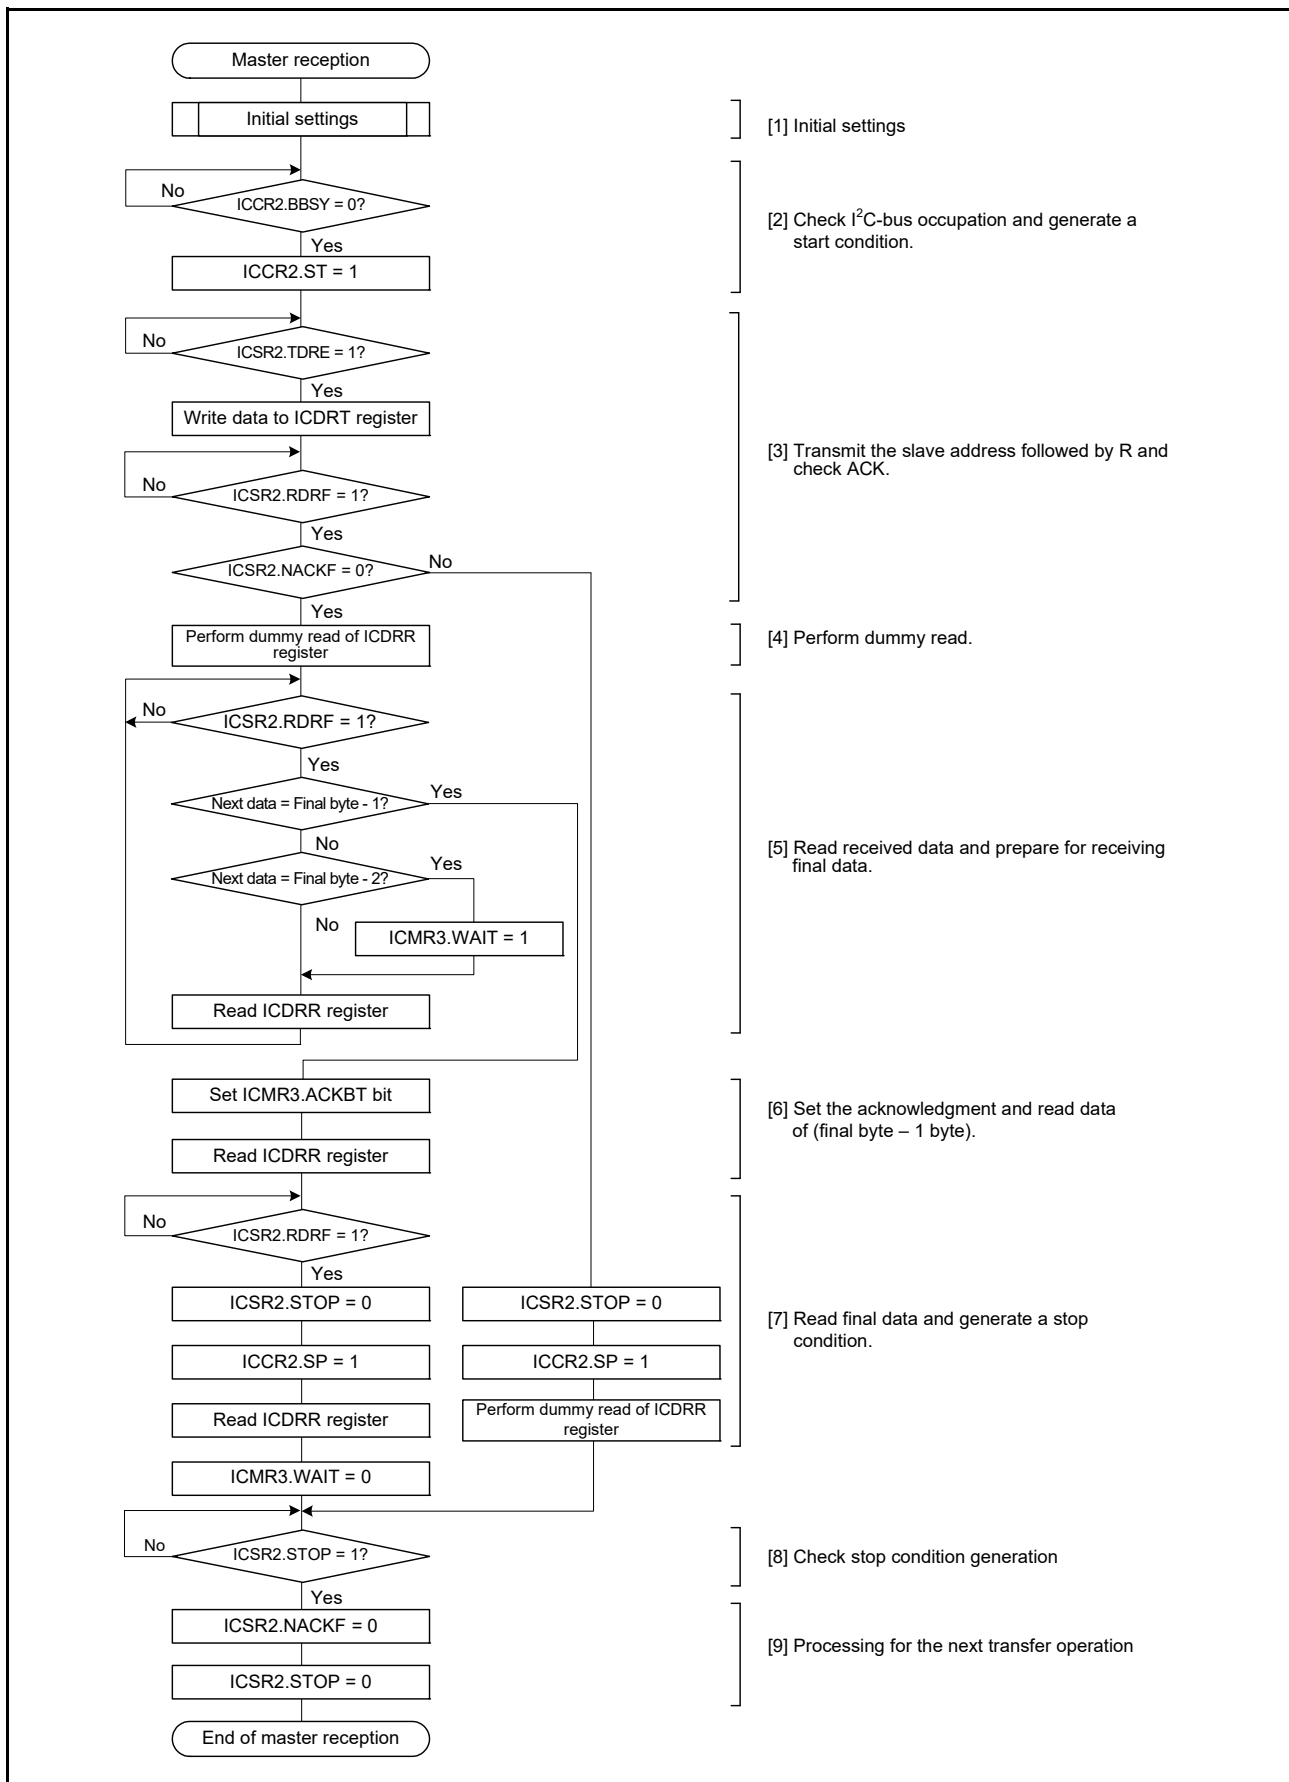 Master reception
Initial settings
[1] Initial settings
No
ICCR2.BBSY = 0?
Yes
ICCR2.ST = 1
[2] Check I²C-bus occupation and generate a
start condition.
No
ICSR2.TDRE = 1?
Yes
Write data to ICDRT register
No
ICSR2.RDRF = 1?
Yes
ICSR2.NACKF = 0?
No
Yes
[3] Transmit the slave address followed by R and
check ACK.
Perform dummy read of ICDRR
register
[4] Perform dummy read.
No
ICSR2.RDRF = 1?
Yes
Next data = Final byte - 1?
Yes
No
Next data = Final byte - 2?
Yes
No
ICMR3.WAIT = 1
Read ICDRR register
[5] Read received data and prepare for receiving
final data.
Set ICMR3.ACKBT bit
Read ICDRR register
[6] Set the acknowledgment and read data
of (final byte – 1 byte).
No
ICSR2.RDRF = 1?
Yes
ICSR2.STOP = 0
ICCR2.SP = 1
Read ICDRR register
ICMR3.WAIT = 0
ICSR2.STOP = 0
ICCR2.SP = 1
Perform dummy read of ICDRR
register
[7] Read final data and generate a stop
condition.
No
ICSR2.STOP = 1?
Yes
[8] Check stop condition generation
ICSR2.NACKF = 0
ICSR2.STOP = 0
[9] Processing for the next transfer operation
End of master reception